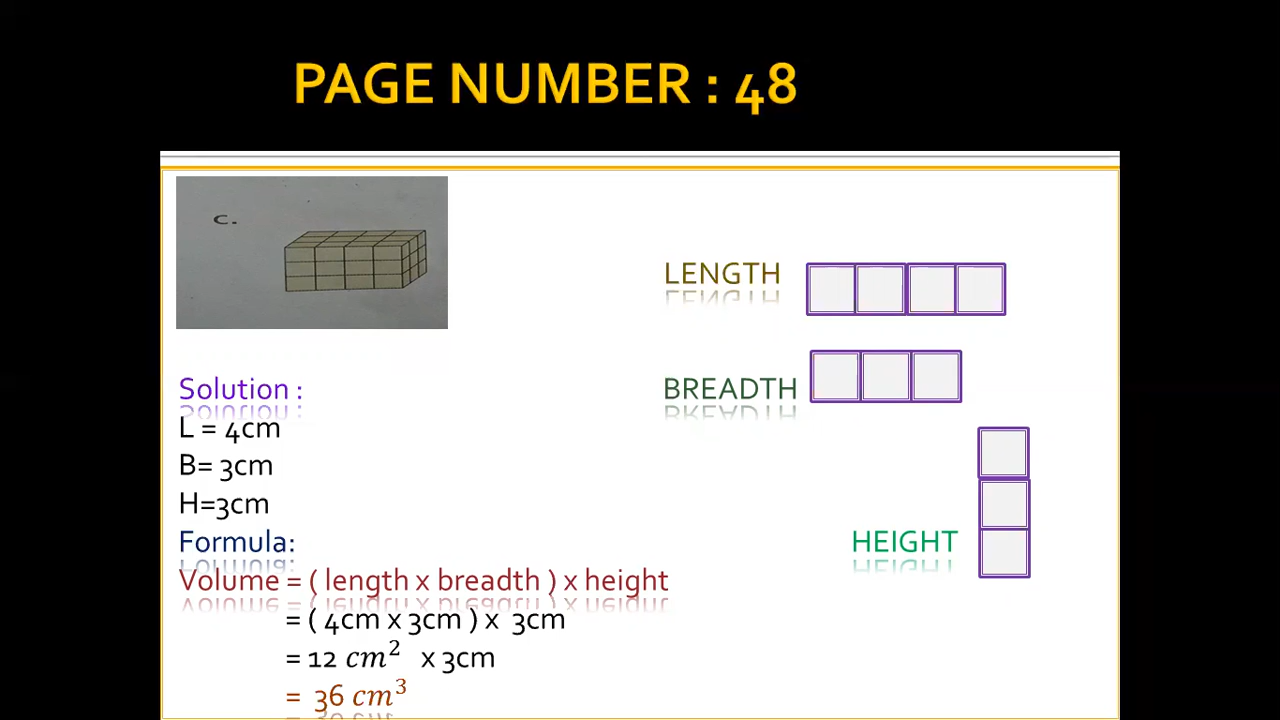 PAGE NUMBER : 48
c.
LENGTH
BREADTH
Solution :
L = 4cm
B= 3cm
H=3cm
HEIGHT
Formula:
Volume = ( length x breadth ) x height
= ( 4cm x 3cm ) x 3cm
= 12 cm² x 3cm
= 36 cm³